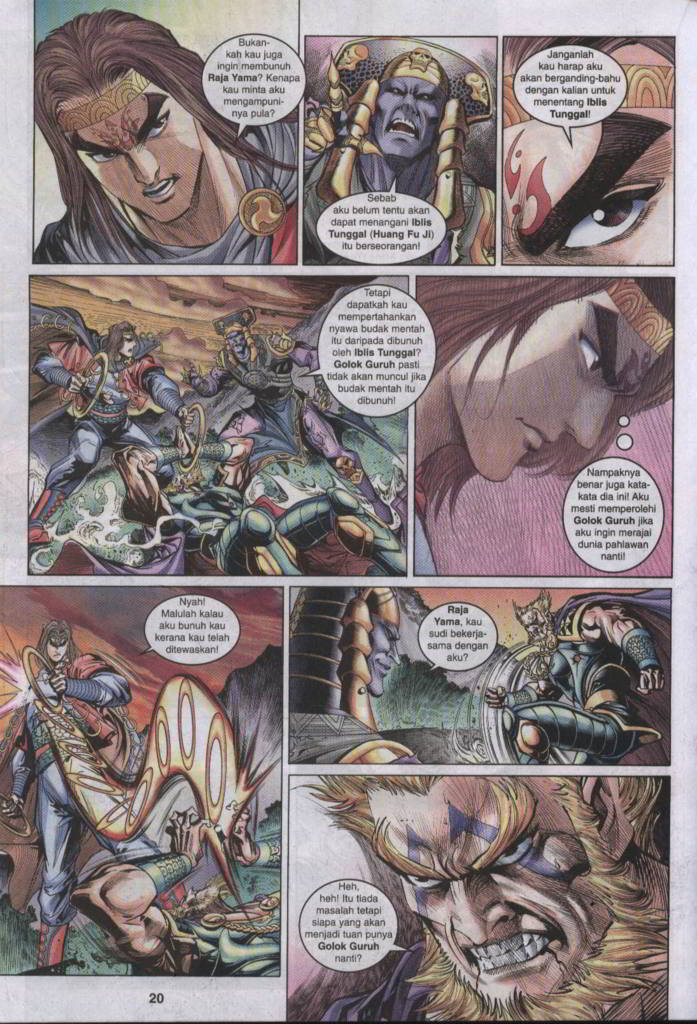 Bukan-
kah kau juga
ingin membunuh
Raja Yama? Kenapa
kau minta aku
mengampuni-
nya pula?
Sebab
aku belum tentu akan
dapat menangani Iblis
Tunggal (Huang Fu Ji)
itu berseorangan!
Janganlah
kau harap aku
akan berganding-bahu
dengan kalian untuk
menentang Iblis
Tunggal!
Tetapi
dapatkah kau
mempertahankan
nyawa budak mentah
itu daripada dibunuh
oleh Iblis Tunggal?
Golok Guruh pasti
tidak akan muncul jika
budak mentah itu
dibunuh!
Nampaknya
benar juga kata-
kata dia ini! Aku
mesti memperolehi
Golok Guruh jika
aku ingin merajai
dunia pahlawan
nanti!
Nyah!
Malulah kalau
aku bunuh kau
kerana kau telah
ditewaskan!
Raja
Yama, kau
sudi bekerja-
sama dengan
aku?
Heh,
heh! Itu tiada
masalah tetapi
siapa yang akan
menjadi tuan punya
Golok Guruh
nanti?
20